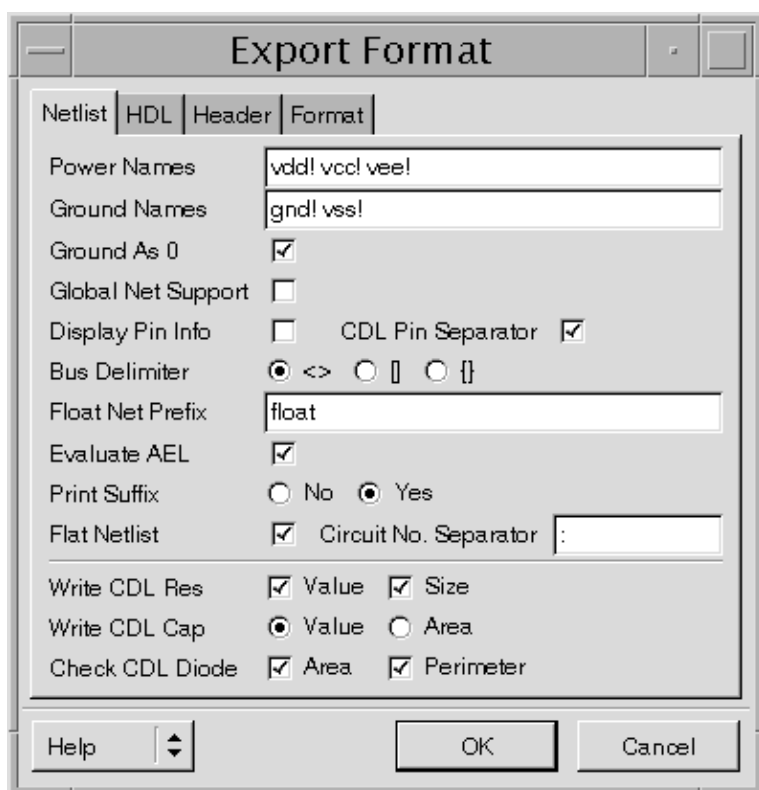 Export Format
Netlist HDL Header Format
Power Names vdd! vcc! vee!
Ground Names gnd! vss!
Ground As 0
Global Net Support
Display Pin Info CDL Pin Separator
Bus Delimiter <> [] {}
Float Net Prefix float
Evaluate AEL
Print Suffix No Yes
Flat Netlist Circuit No. Separator :
Write CDL Res Value Size
Write CDL Cap Value Area
Check CDL Diode Area Perimeter
Help OK Cancel